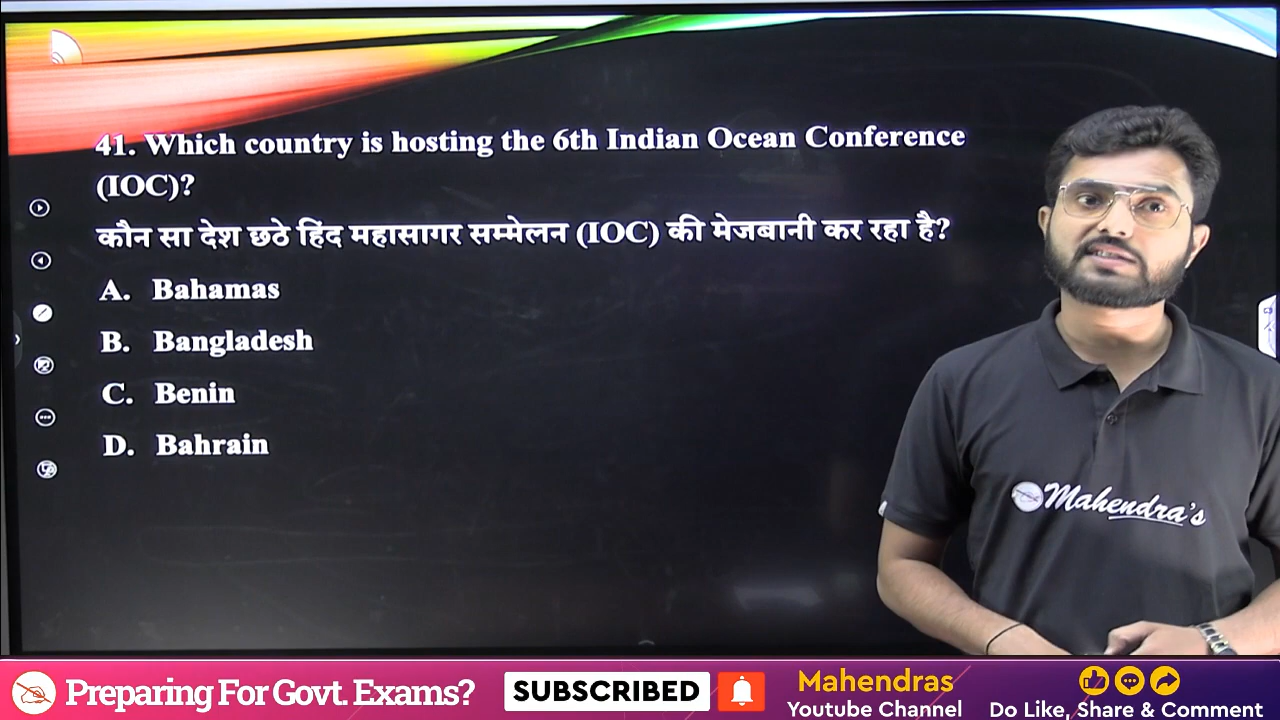 41. Which country is hosting the 6th Indian Ocean Conference
(IOC)?
कौन सा देश छठे हिंद महासागर सम्मेलन (IOC) की मेजबानी कर रहा है?
A. Bahamas
B. Bangladesh
C. Benin
D. Bahrain
Mahendra's
Preparing For Govt. Exams?
SUBSCRIBED
Mahendras
Youtube Channel
Do Like, Share & Comment